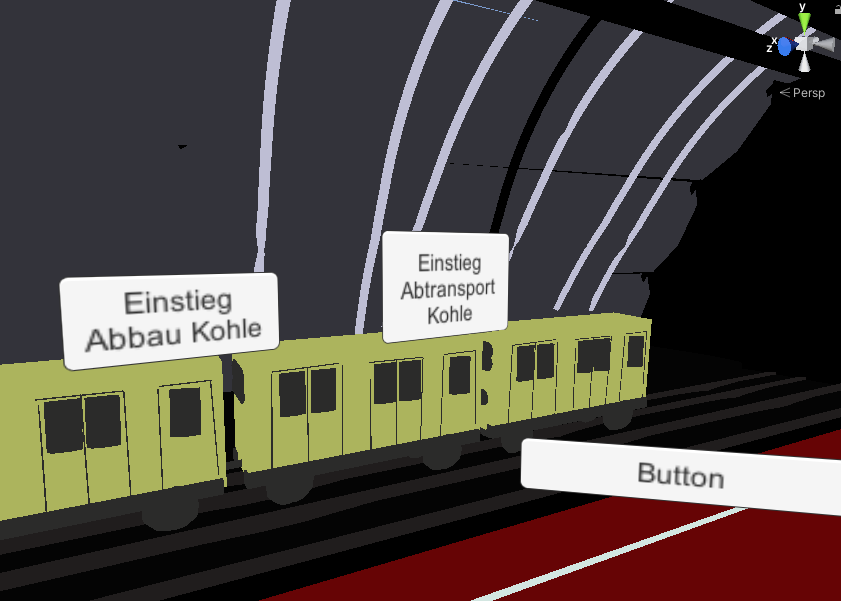 y
x
z
< Persp
Einstieg
Abbau Kohle
Einstieg
Abtransport
Kohle
Button